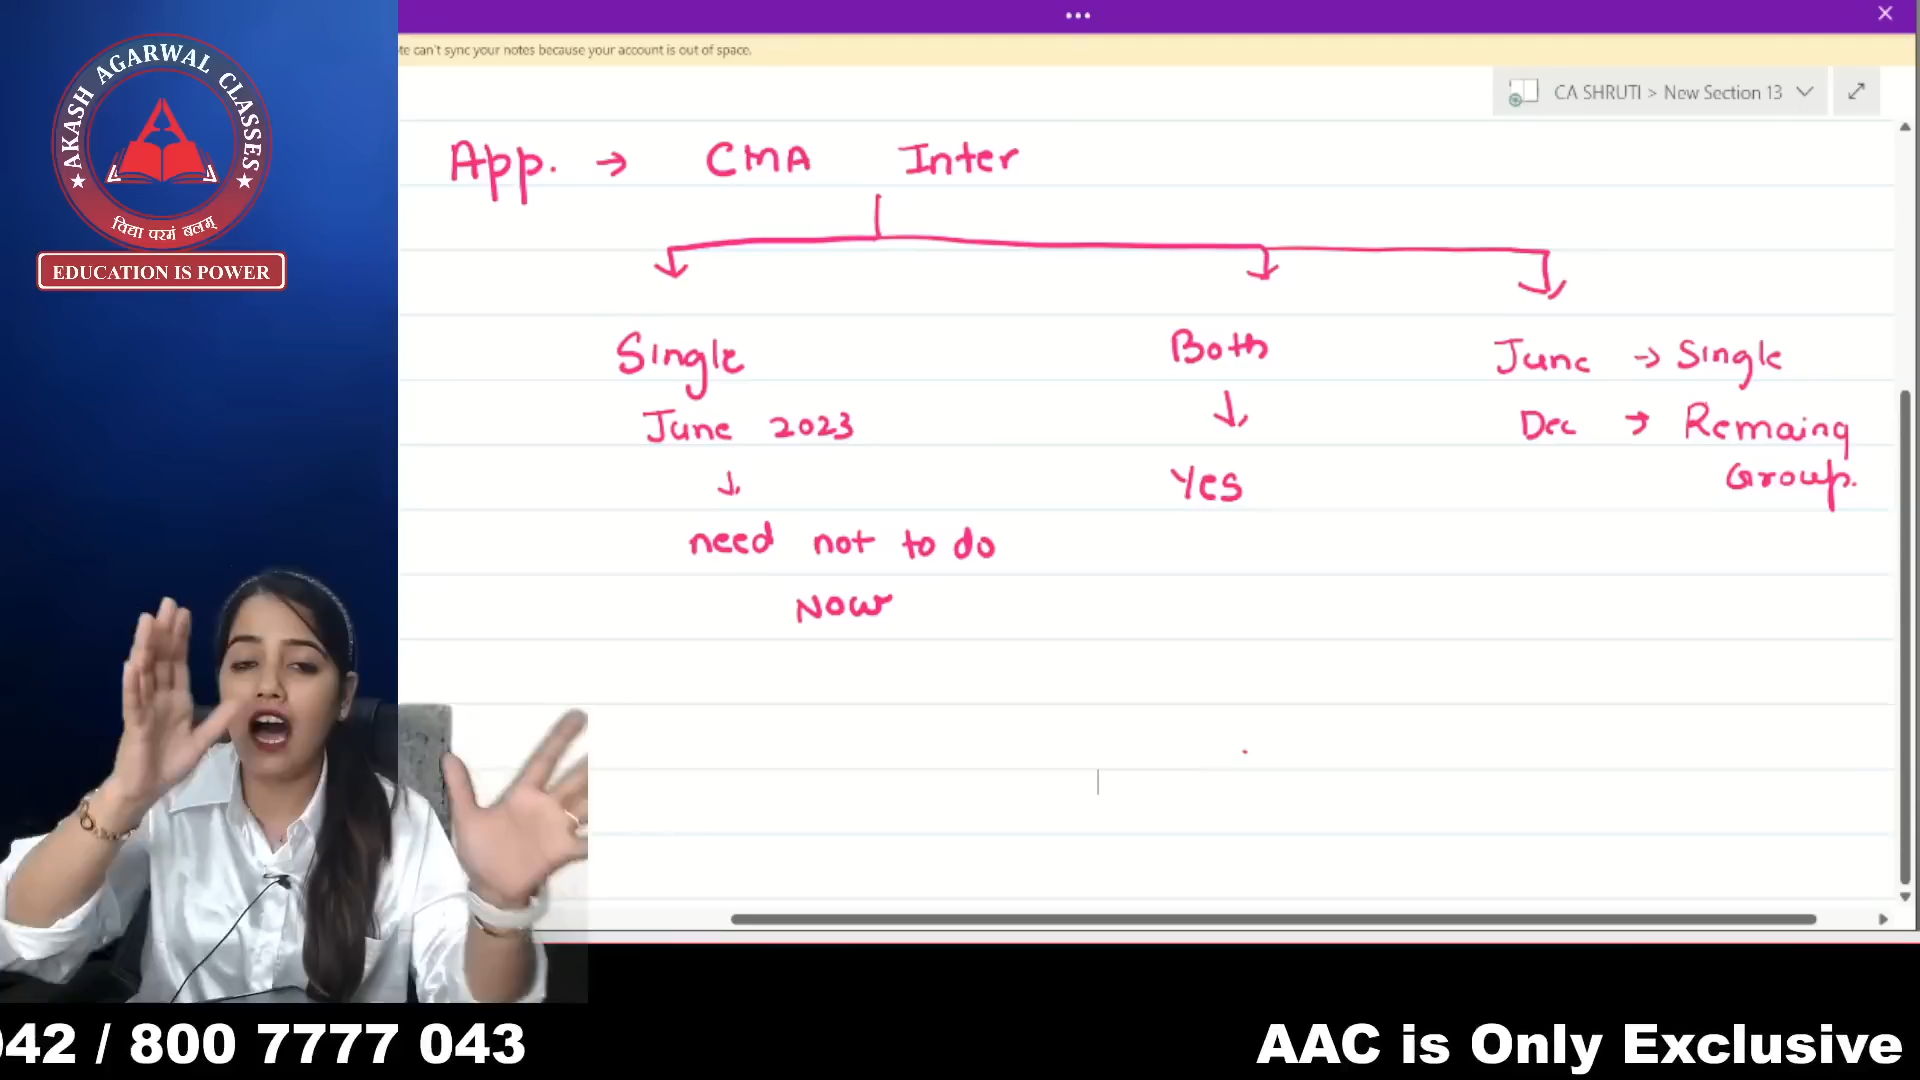 AKASH AGARWAL CLASSES
विद्या परमं बलम्
EDUCATION IS POWER
te can't sync your notes because your account is out of space.
CA SHRUTI > New Section 13
App. → CMA Inter
Single
June 2023
↓
need not to do
Now
Both
↓
Yes
June → Single
Dec → Remaing
Group.
042 / 800 7777 043
AAC is Only Exclusive